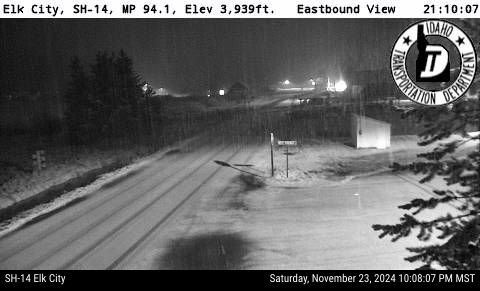 Elk City, SH-14, MP 94.1, Elev 3,939ft. Eastbound View 21:10:07
IDAHO
TRANSPORTATION DEPARTMENT
SH-14 Elk City Saturday, November 23, 2024 10:08:07 PM MST